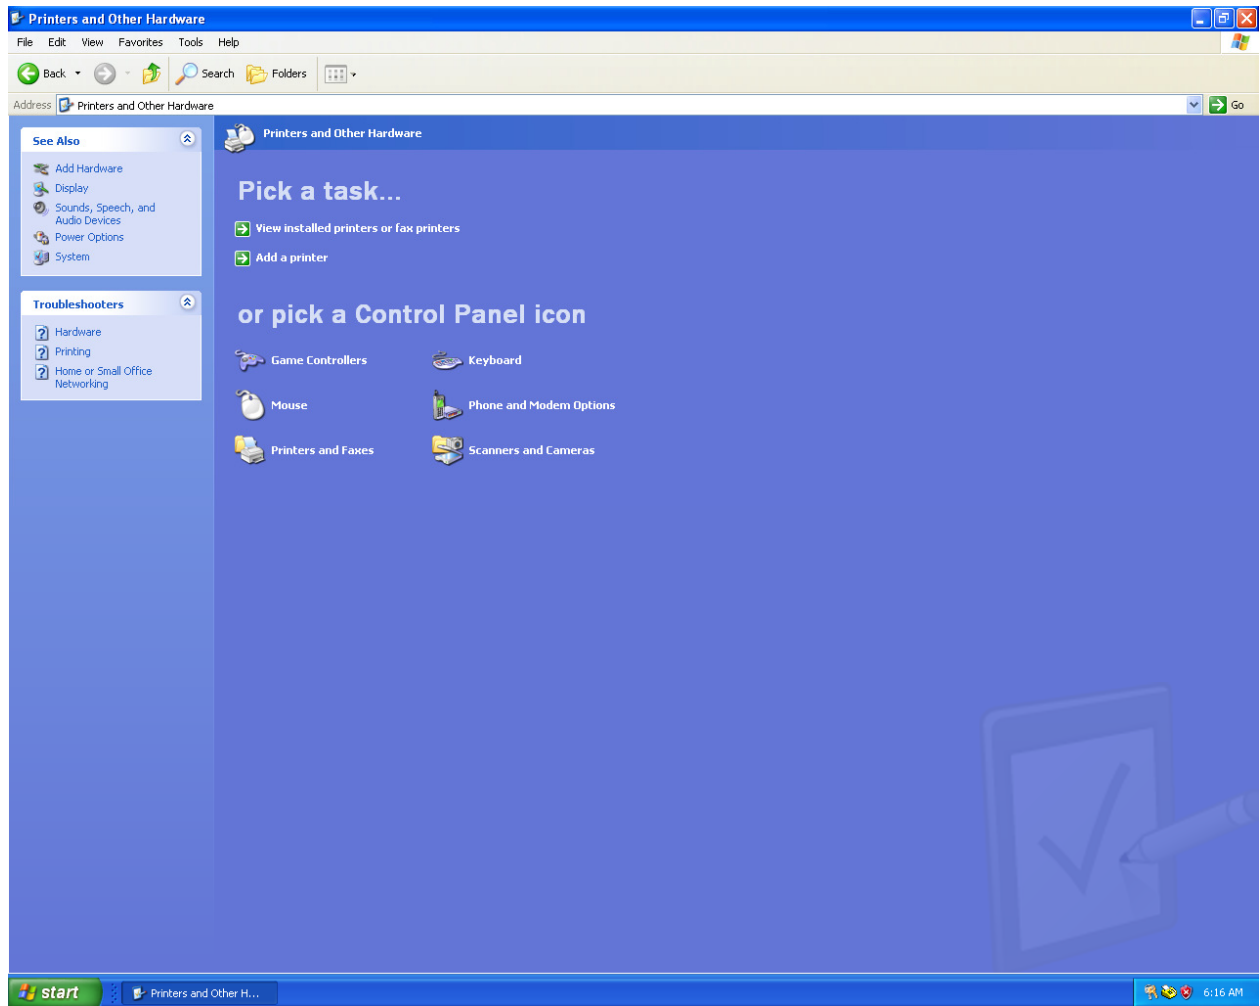 Printers and Other Hardware
File Edit View Favorites Tools Help
Back Search Folders
Address Printers and Other Hardware Go
See Also
Add Hardware
Display
Sounds, Speech, and
Audio Devices
Power Options
System
Troubleshooters
Hardware
Printing
Home or Small Office
Networking
Printers and Other Hardware
Pick a task...
View installed printers or fax printers
Add a printer
or pick a Control Panel icon
Game Controllers Keyboard
Mouse Phone and Modem Options
Printers and Faxes Scanners and Cameras
start Printers and Other H... 6:16 AM